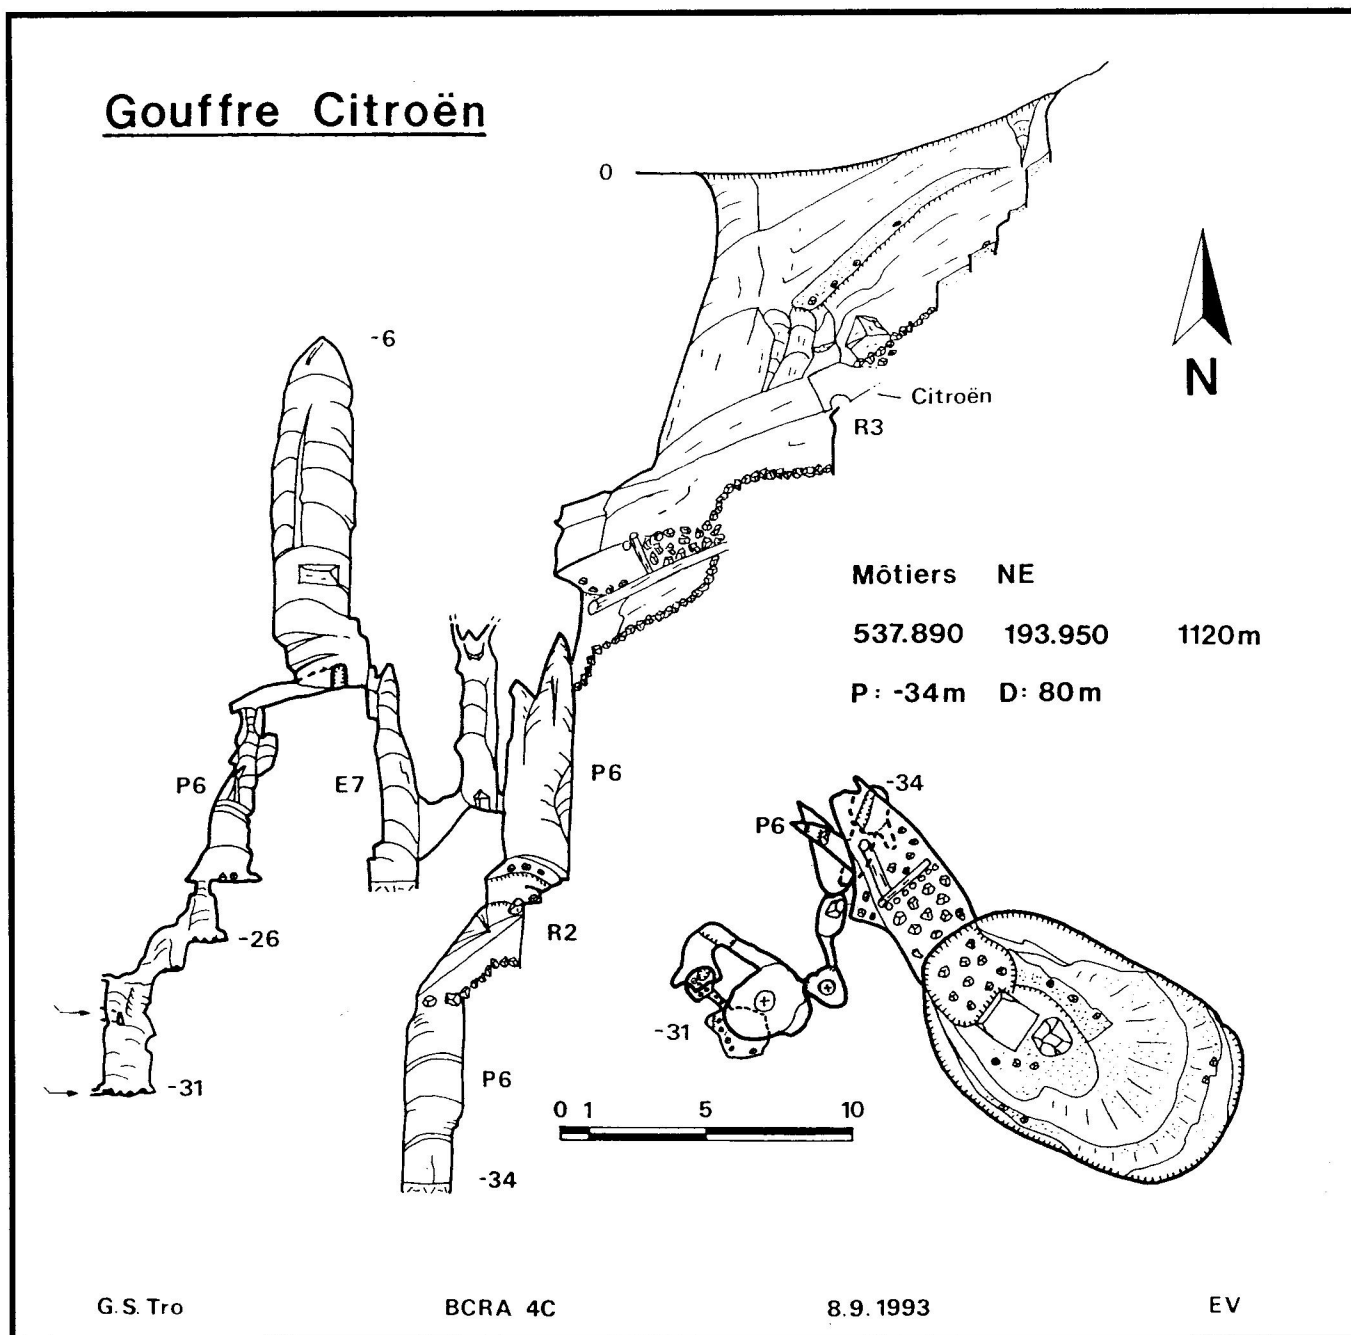 Gouffre Citroën
0
-6
N
Citroën
R3
Môtiers NE
537.890 193.950 1120m
P: -34m D: 80m
P6
E7
P6
-34
P6
-26
R2
-31
-31
P6
0 1 5 10
-34
G.S.Tro BCRA 4C 8.9.1993 EV